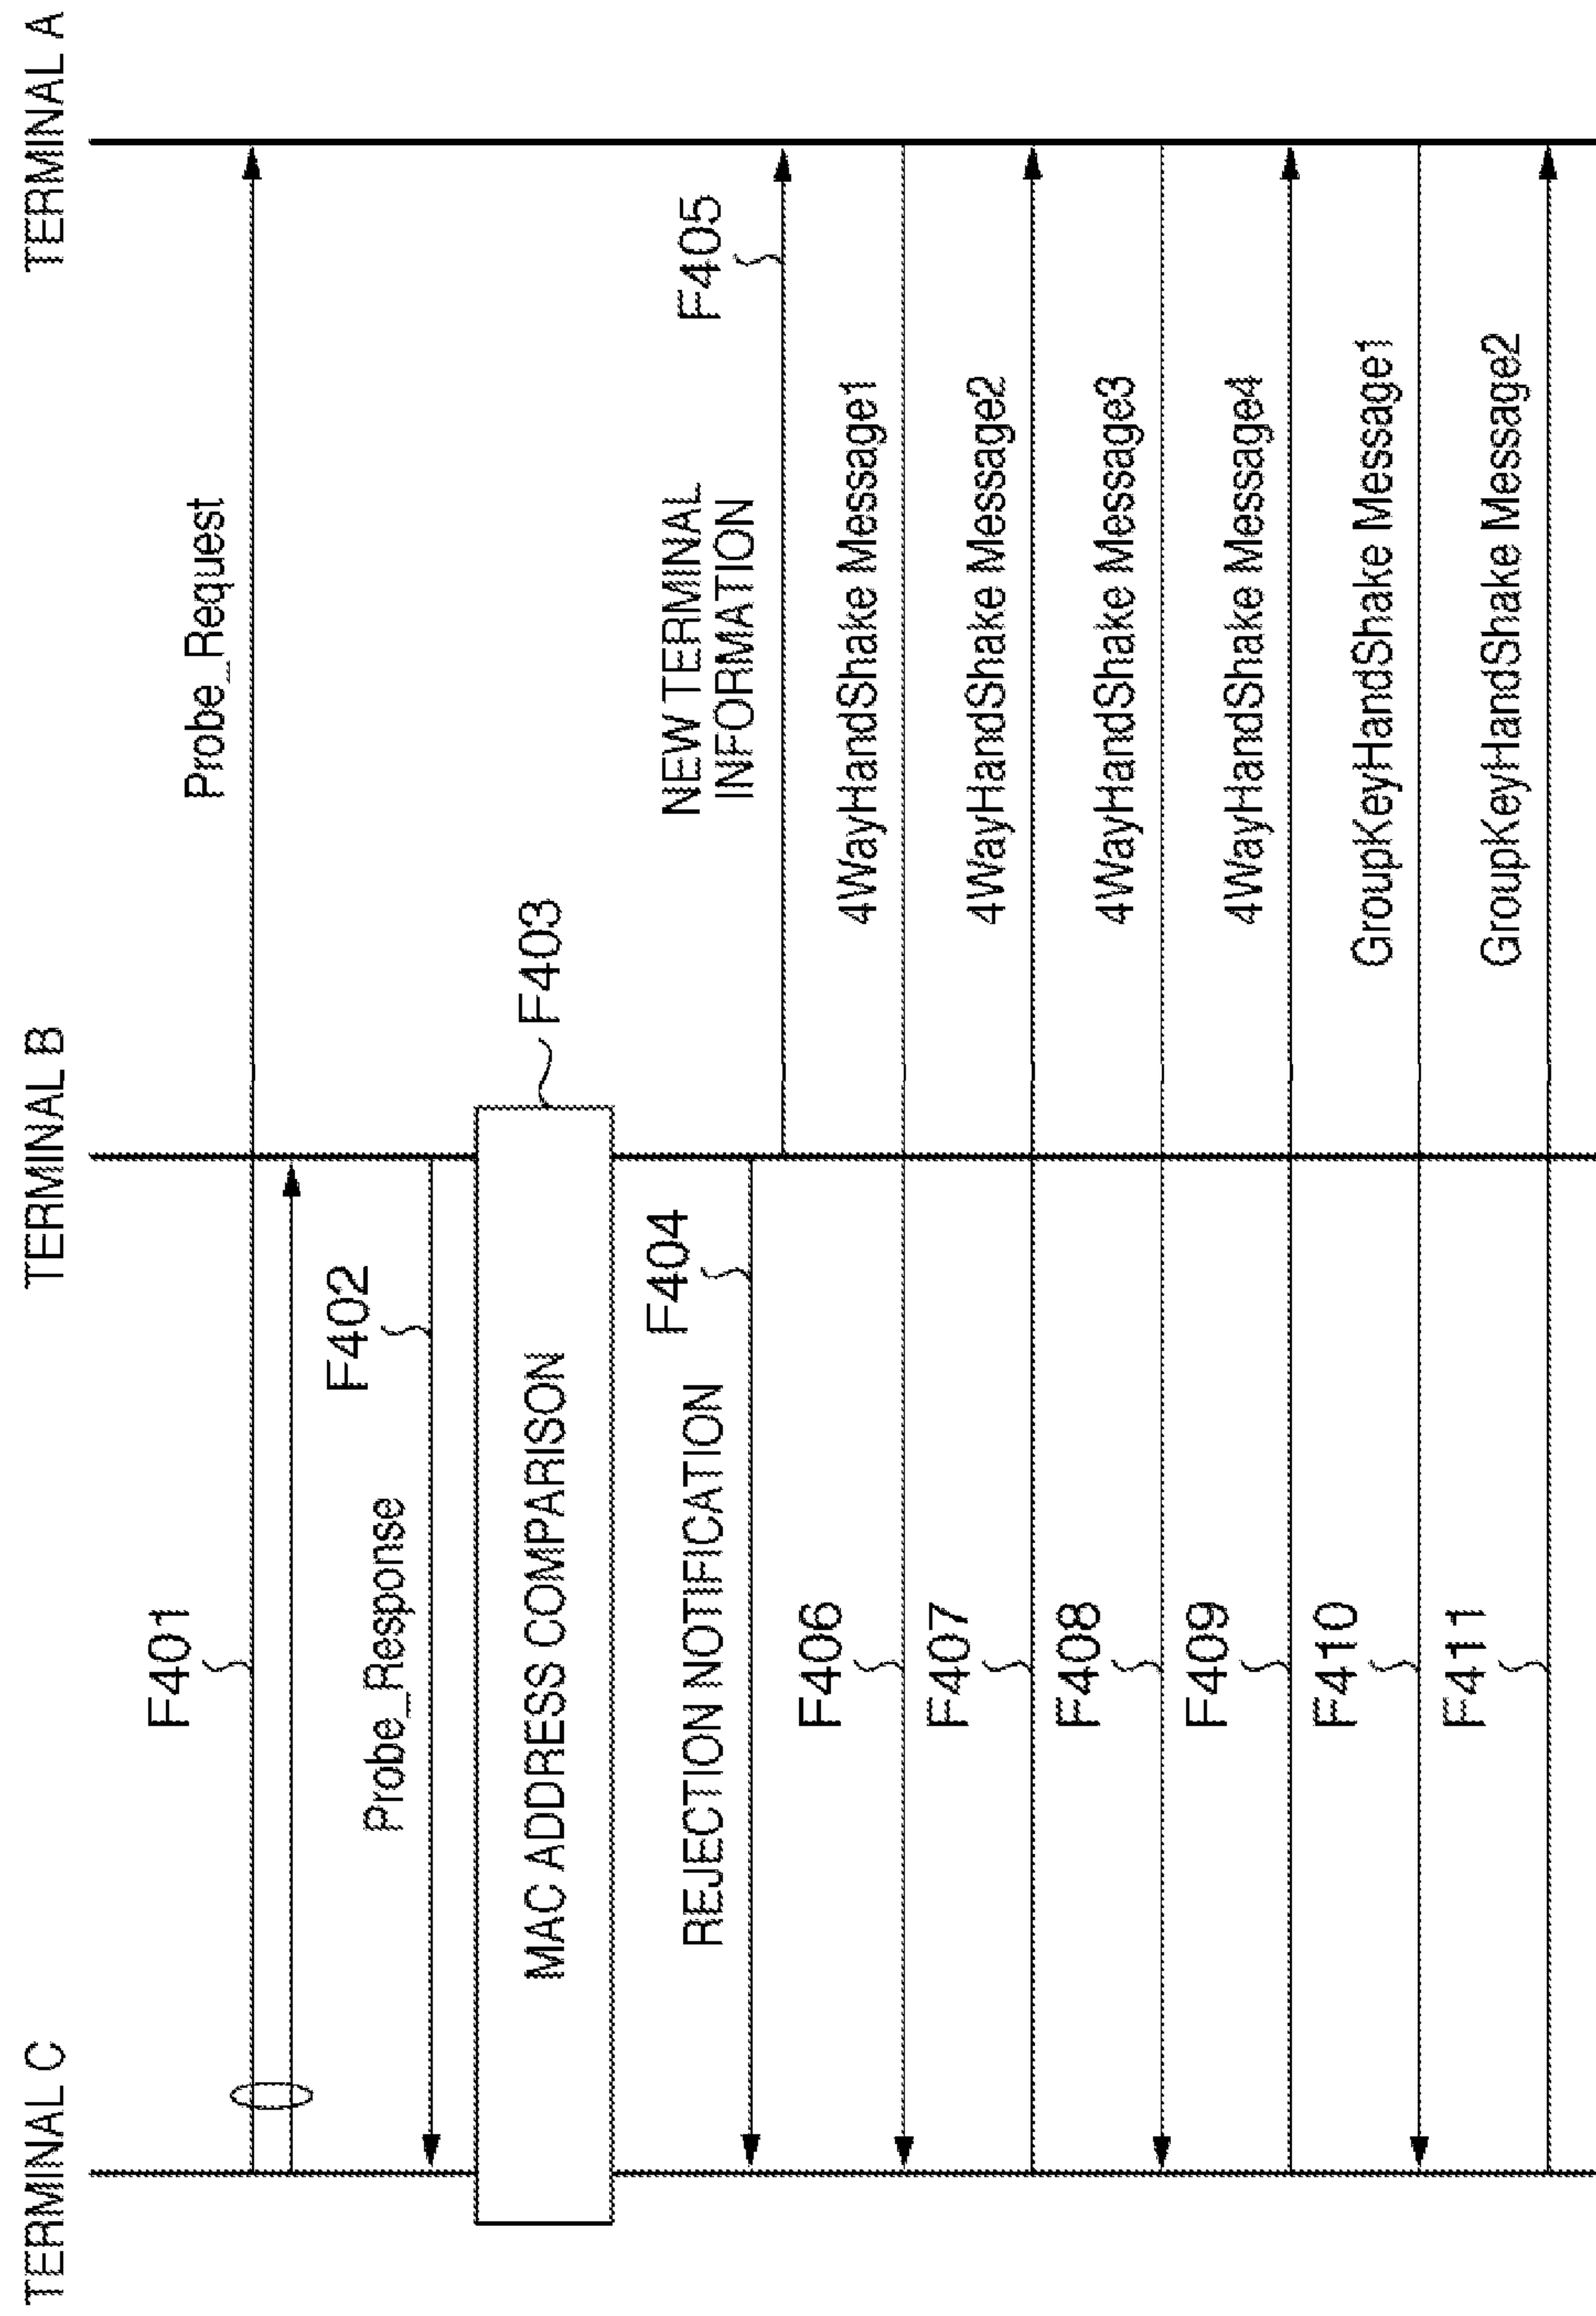 TERMINAL C
TERMINAL B
TERMINAL A
F401
Probe_Request
F402
Probe_Response
MAC ADDRESS COMPARISON
F403
F404
REJECTION NOTIFICATION
F405
NEW TERMINAL
INFORMATION
F406
4WayHandShake Message1
F407
4WayHandShake Message2
F408
4WayHandShake Message3
F409
4WayHandShake Message4
F410
GroupKeyHandShake Message1
F411
GroupKeyHandShake Message2